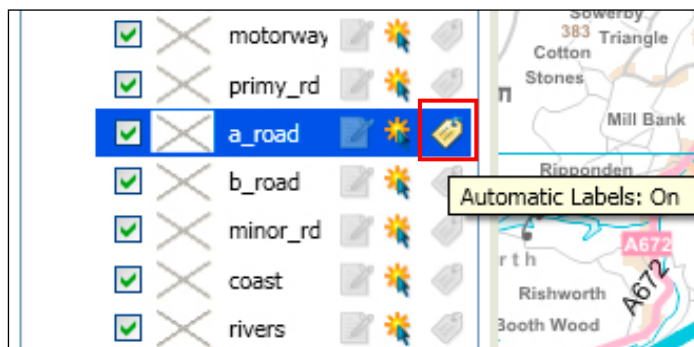 motorway
primy_rd
a_road
b_road
minor_rd
coast
rivers
Automatic Labels: On
Sowerby
383 Triangle
Cotton
Stones
Mill Bank
Ripponden
A672
rth
Rishworth
A672
Booth Wood